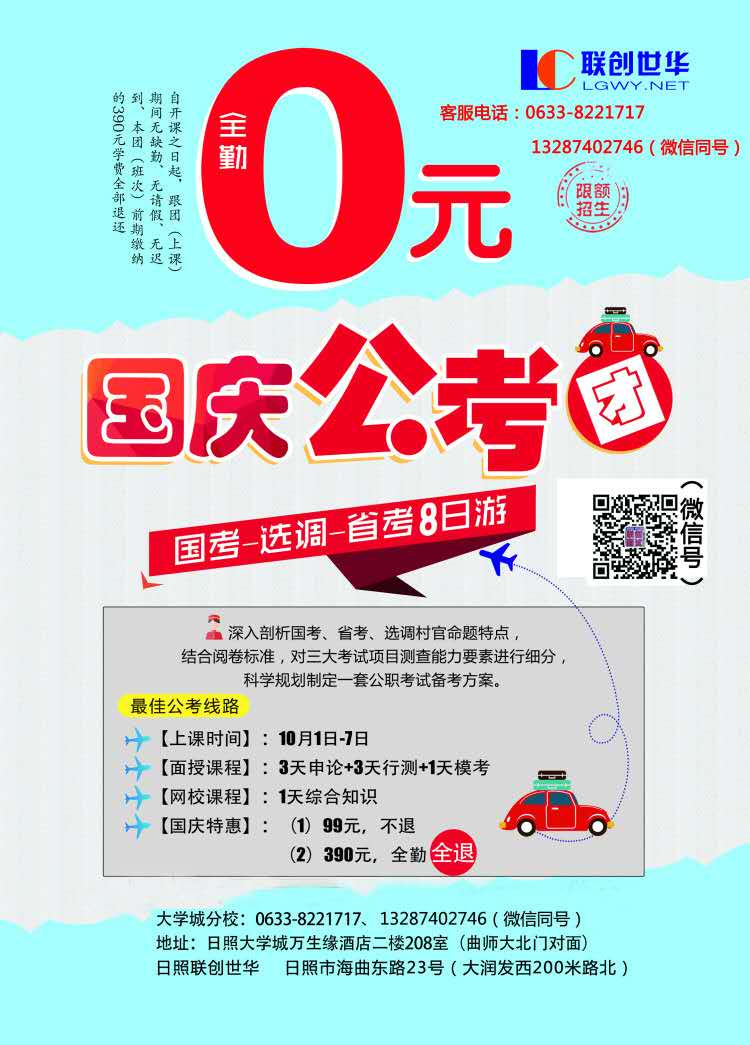 联创世华
LGWY.NET
客服电话：0633-8221717
13287402746（微信同号）
限额
招生
自开课之日起，跟团（上课）
期间无缺勤、无请假、无迟
到、本团（班次）前期缴纳
的390元学费全部退还
全勤
0元
国庆公考团
国考-选调-省考8日游
（微信号）
深入剖析国考、省考、选调村官命题特点，
结合阅卷标准，对三大考试项目测查能力要素进行细分，
科学规划制定一套公职考试备考方案。
最佳公考线路
【上课时间】：10月1日-7日
【面授课程】：3天申论+3天行测+1天模考
【网校课程】：1天综合知识
【国庆特惠】：（1）99元，不退
（2）390元，全勤全退
大学城分校：0633-8221717、13287402746（微信同号）
地址：日照大学城万生缘酒店二楼208室（曲师大北门对面）
日照联创世华 日照市海曲东路23号（大润发西200米路北）